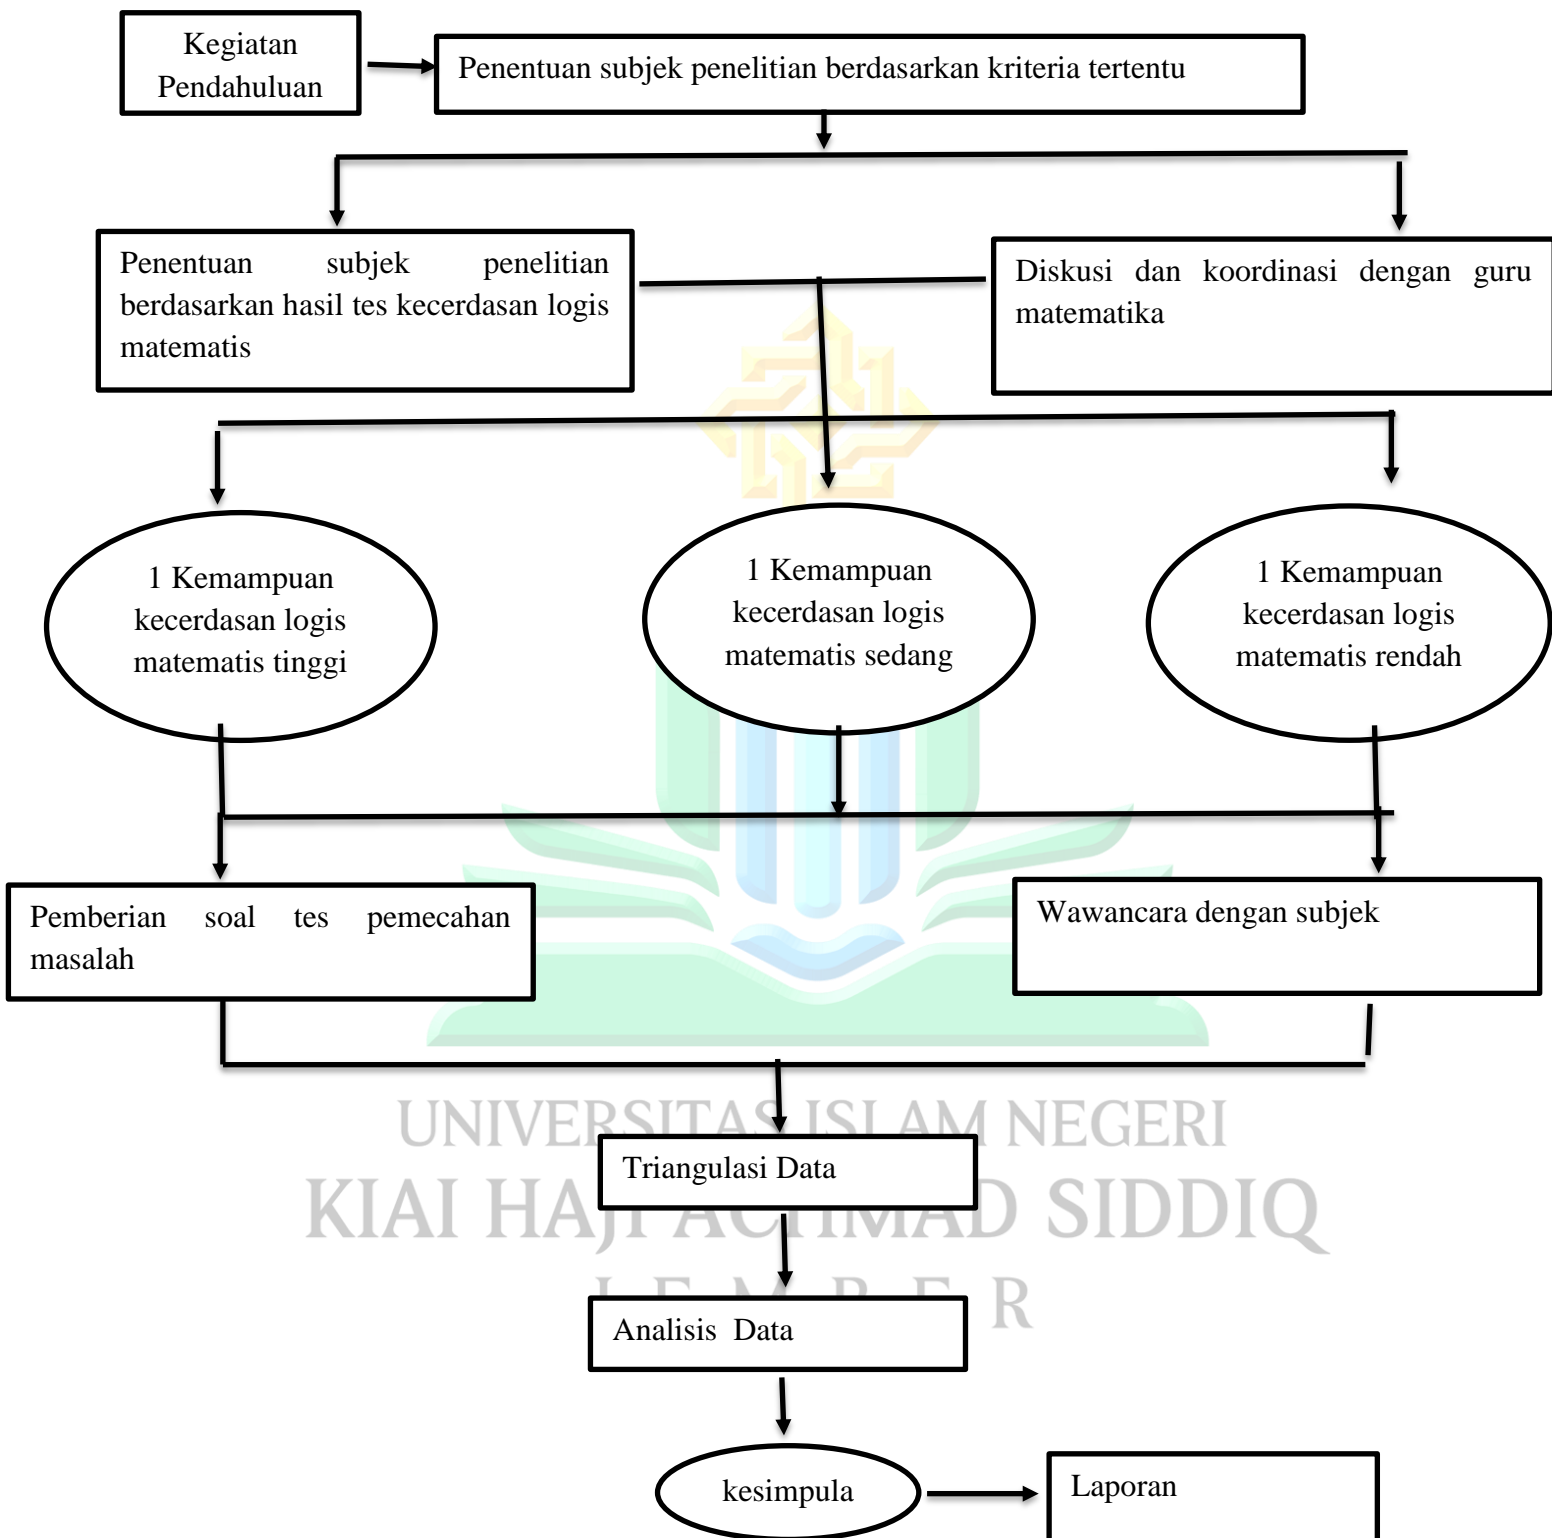 Kegiatan
Pendahuluan
Penentuan subjek penelitian berdasarkan kriteria tertentu
Penentuan subjek penelitian
berdasarkan hasil tes kecerdasan logis
matematis
Diskusi dan koordinasi dengan guru
matematika
1 Kemampuan
kecerdasan logis
matematis tinggi
1 Kemampuan
kecerdasan logis
matematis sedang
1 Kemampuan
kecerdasan logis
matematis rendah
Pemberian soal tes pemecahan
masalah
Wawancara dengan subjek
UNIVERSITAS ISLAM NEGERI
Triangulasi Data
KIAI HAJI ACHMAD SIDDIQ
J E M B E R
Analisis Data
kesimpula
Laporan